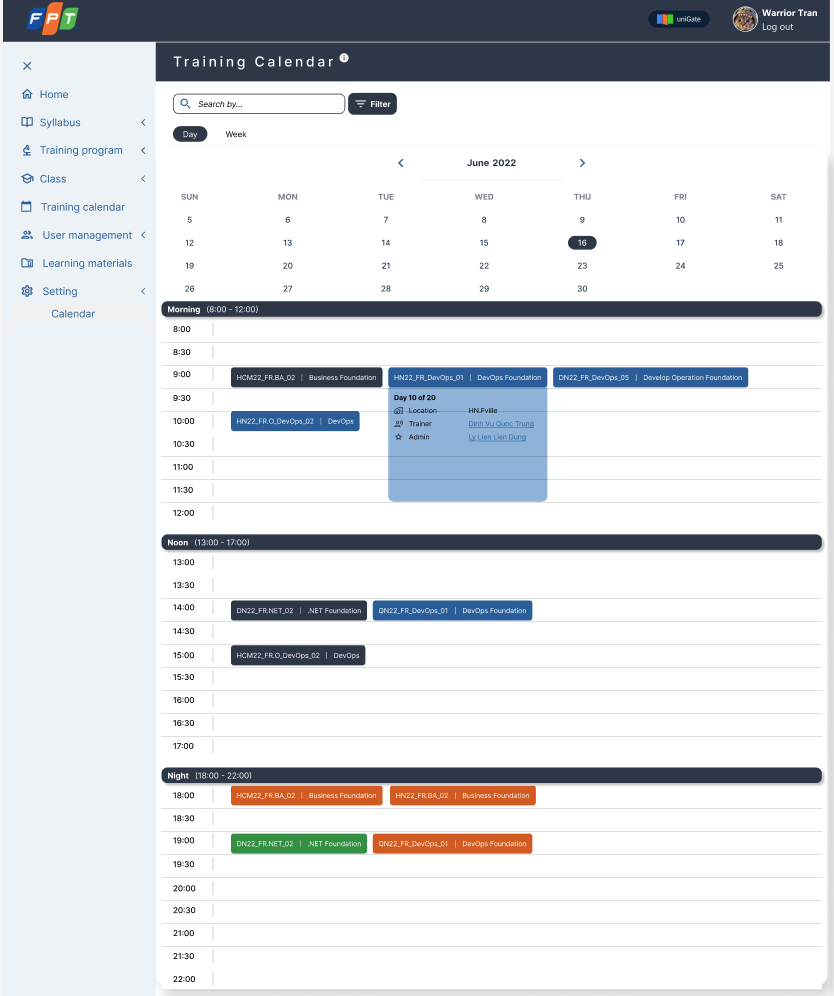 FPT
uniGate
Warrior Tran
Log out
Training Calendar
Home
Syllabus
Training program
Class
Training calendar
User management
Learning materials
Setting
Calendar
Search by...
Filter
Day Week
June 2022
SUN MON TUE WED THU FRI SAT
5 6 7 8 9 10 11
12 13 14 15 16 17 18
19 20 21 22 23 24 25
26 27 28 29 30
Morning (8:00 - 12:00)
8:00
8:30
9:00 HCM22_FR.BA_02 | Business Foundation HN22_FR_DevOps_01 | DevOps Foundation DN22_FR_DevOps_05 | Develop Operation Foundation
9:30 Day 10 of 20
Location HN.Fville
10:00 HN22_FR.O_DevOps_02 | DevOps Trainer Dinh Vu Quoc Trung
Admin Ly Lien Lien Dung
10:30
11:00
11:30
12:00
Noon (13:00 - 17:00)
13:00
13:30
14:00 DN22_FR.NET_02 | .NET Foundation QN22_FR_DevOps_01 | DevOps Foundation
14:30
15:00 HCM22_FR.O_DevOps_02 | DevOps
15:30
16:00
16:30
17:00
Night (18:00 - 22:00)
18:00 HCM22_FR.BA_02 | Business Foundation HN22_FR.BA_02 | Business Foundation
18:30
19:00 DN22_FR.NET_02 | .NET Foundation QN22_FR_DevOps_01 | DevOps Foundation
19:30
20:00
20:30
21:00
21:30
22:00